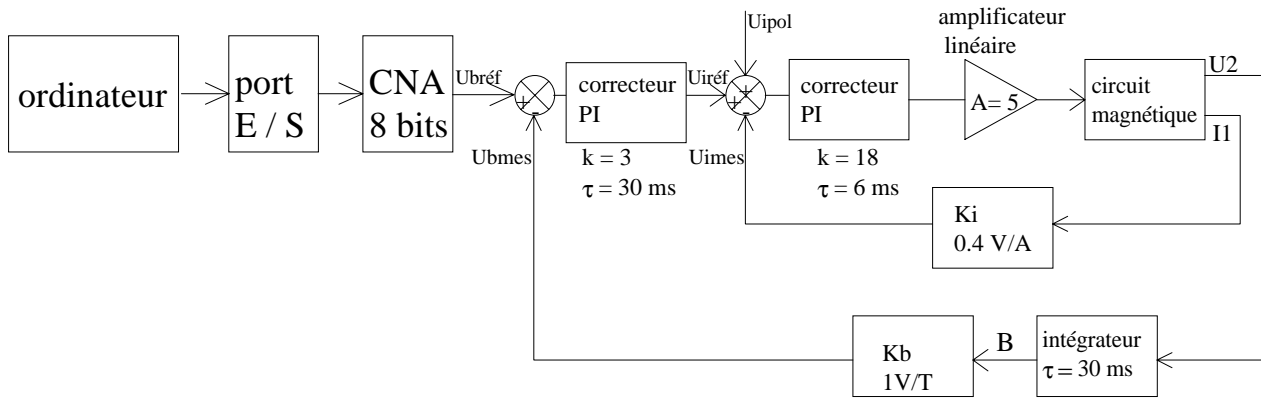 amplificateur
linéaire
Uipol
ordinateur
port
E / S
CNA
8 bits
Ubréf
+
-
correcteur
PI
k = 3
τ = 30 ms
Uiréf
+
+
-
correcteur
PI
k = 18
τ = 6 ms
A= 5
circuit
magnétique
U2
I1
Ubmes
Uimes
Ki
0.4 V/A
Kb
1V/T
B
intégrateur
τ = 30 ms